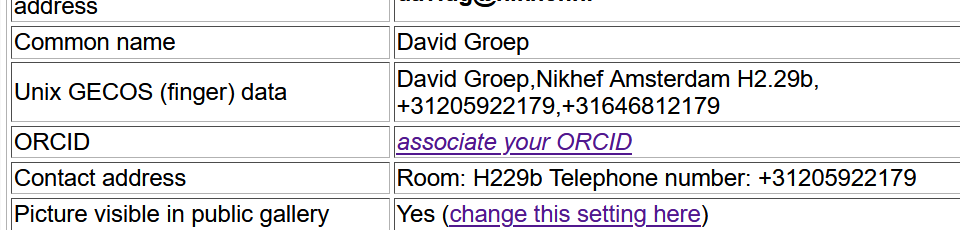 address
Common name David Groep
Unix GECOS (finger) data David Groep,Nikhef Amsterdam H2.29b,
+31205922179,+31646812179
ORCID associate your ORCID
Contact address Room: H229b Telephone number: +31205922179
Picture visible in public gallery Yes (change this setting here)